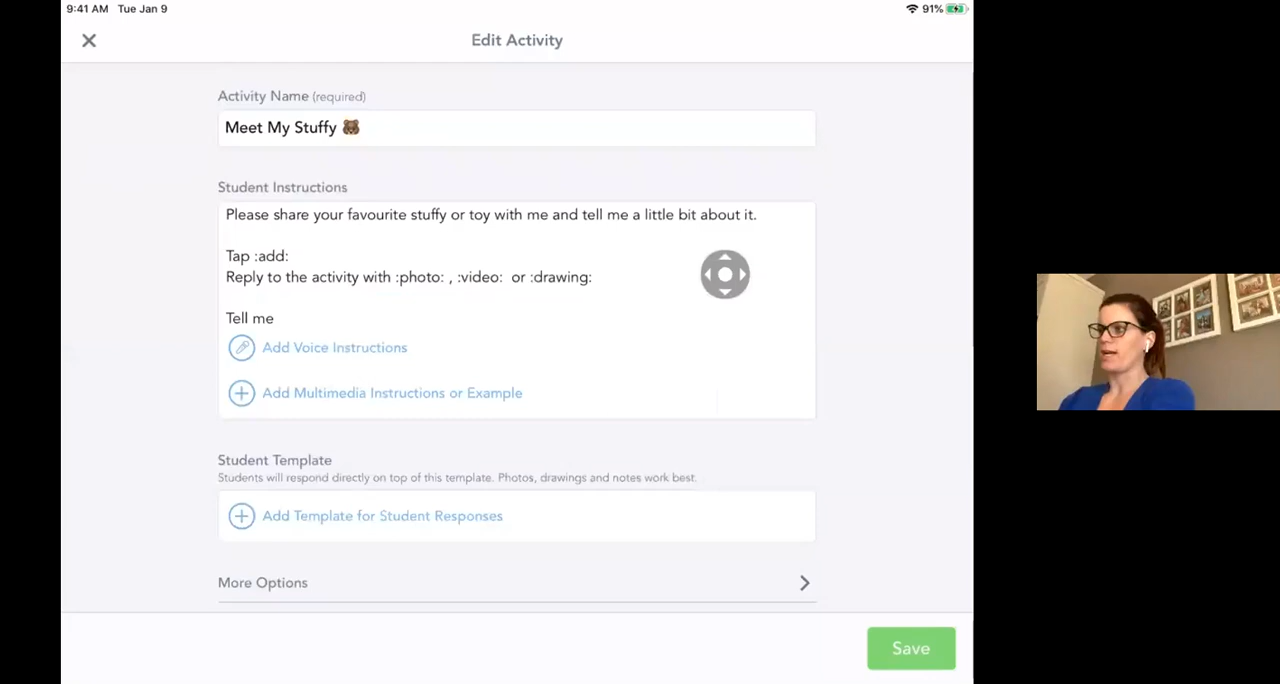 9:41 AM Tue Jan 9
91%
Edit Activity
Activity Name (required)
Meet My Stuffy 🐻
Student Instructions
Please share your favourite stuffy or toy with me and tell me a little bit about it.
Tap :add:
Reply to the activity with :photo: , :video: or :drawing:
Tell me
Add Voice Instructions
Add Multimedia Instructions or Example
Student Template
Students will respond directly on top of this template. Photos, drawings and notes work best.
Add Template for Student Responses
More Options
Save